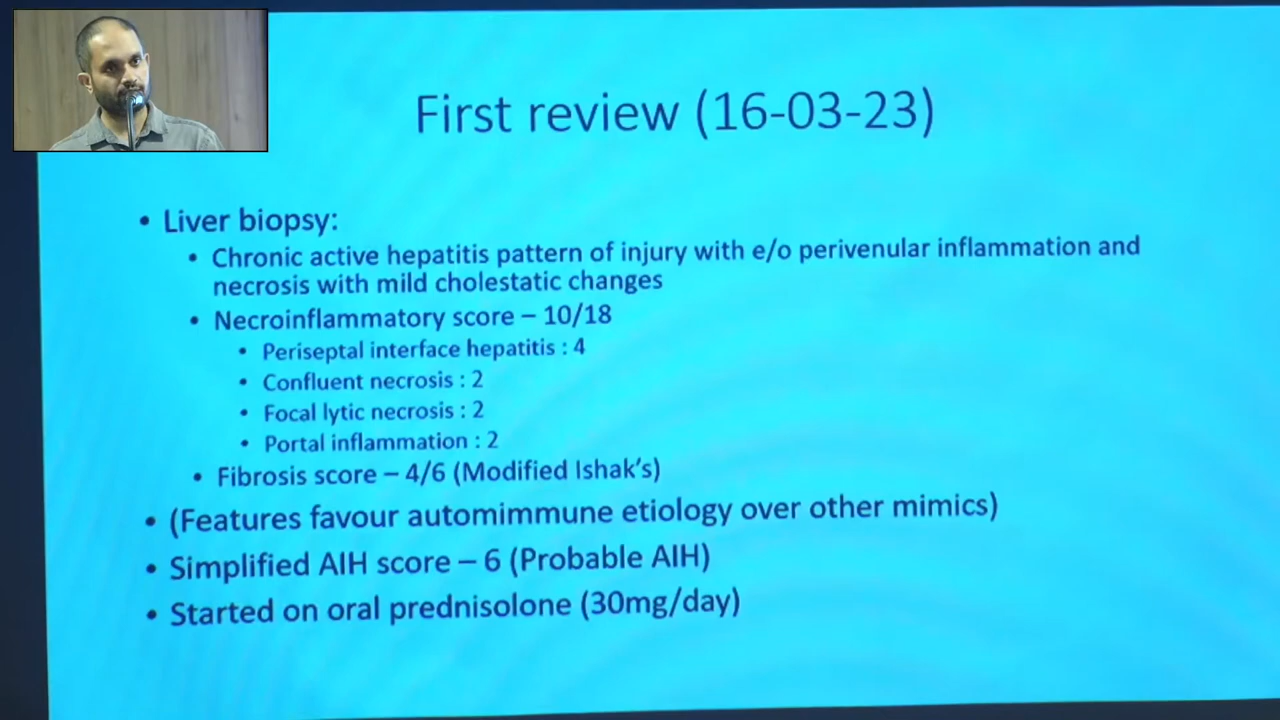 First review (16-03-23)
• Liver biopsy:
• Chronic active hepatitis pattern of injury with e/o perivenular inflammation and
necrosis with mild cholestatic changes
• Necroinflammatory score – 10/18
• Periseptal interface hepatitis : 4
• Confluent necrosis : 2
• Focal lytic necrosis : 2
• Portal inflammation : 2
• Fibrosis score – 4/6 (Modified Ishak's)
• (Features favour automimmune etiology over other mimics)
• Simplified AIH score – 6 (Probable AIH)
• Started on oral prednisolone (30mg/day)